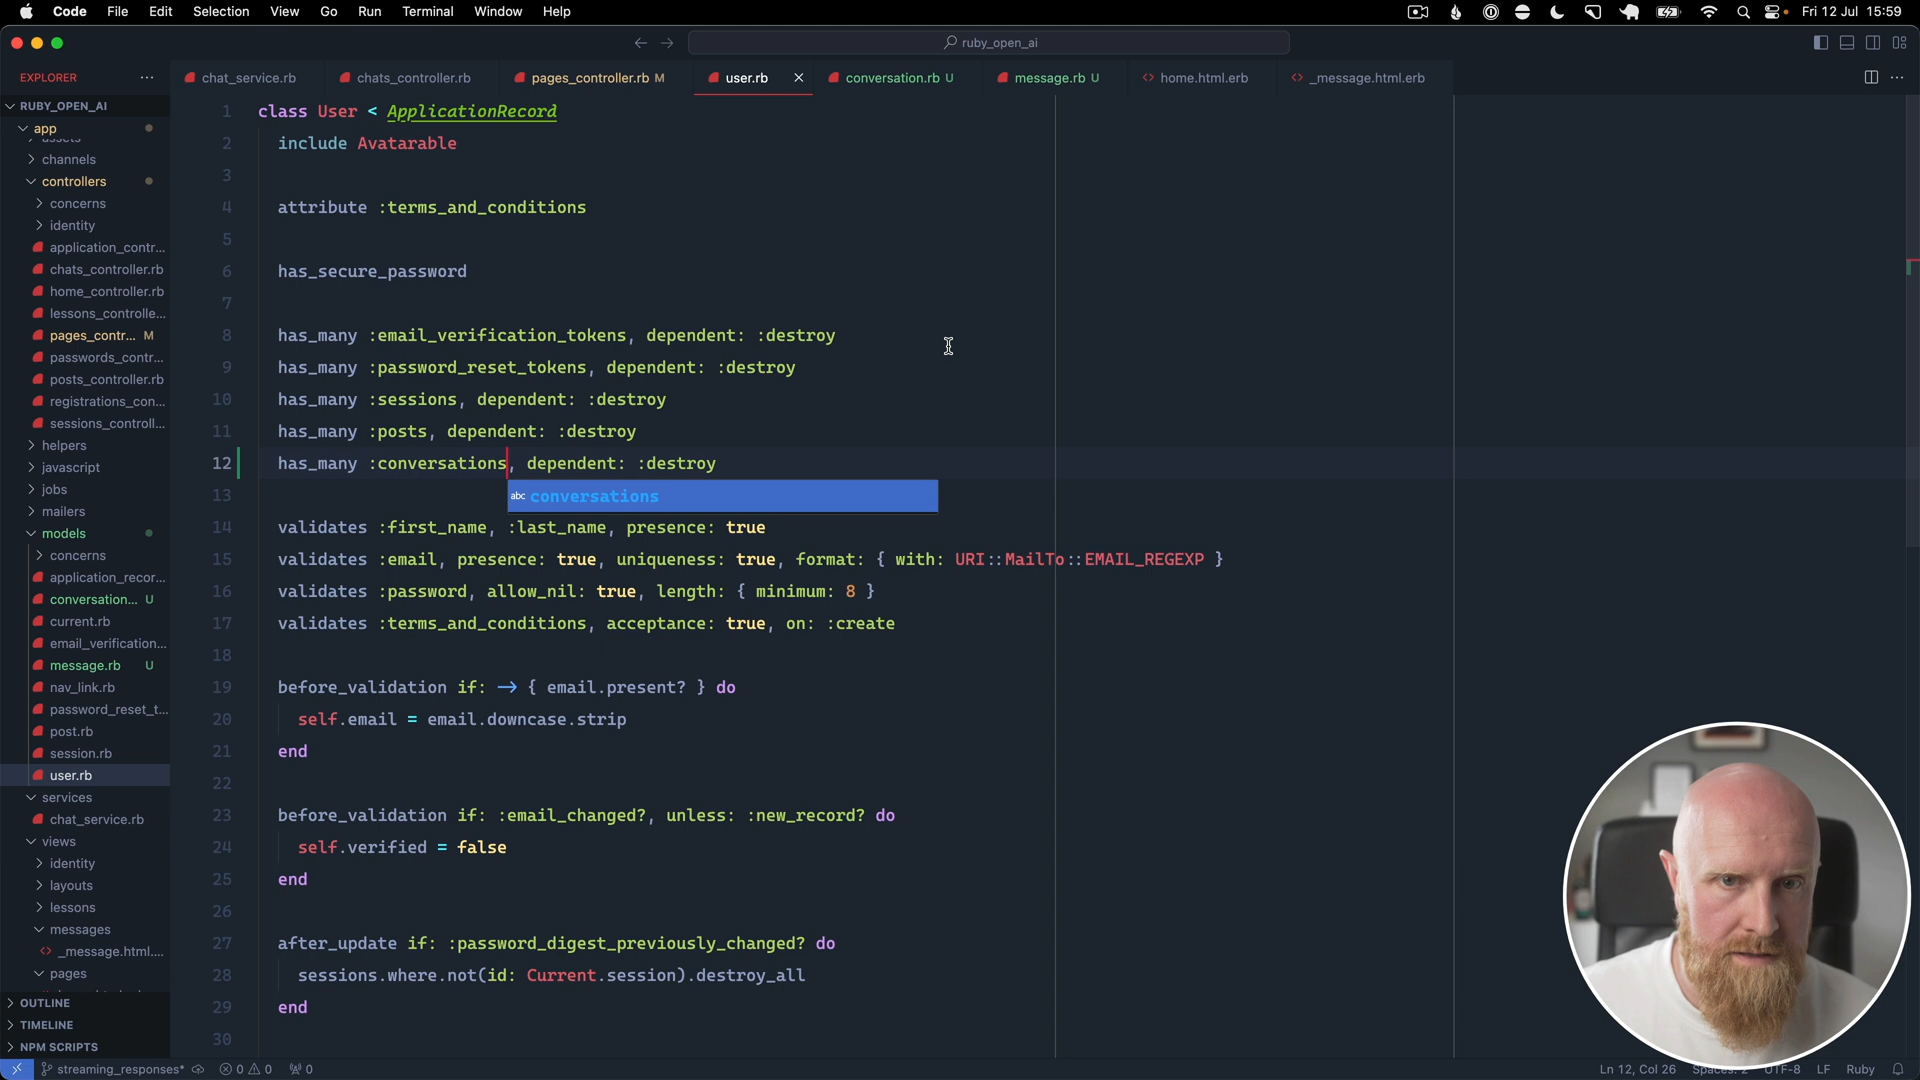 Code File Edit Selection View Go Run Terminal Window Help
Fri 12 Jul 15:59
ruby_open_ai
EXPLORER
chat_service.rb chats_controller.rb pages_controller.rb M user.rb conversation.rb U message.rb U home.html.erb _message.html.erb
RUBY_OPEN_AI
app
assets
channels
controllers
concerns
identity
application_contr...
chats_controller.rb
home_controller.rb
lessons_controlle...
pages_contr... M
passwords_contr...
posts_controller.rb
registrations_con...
sessions_controll...
helpers
javascript
jobs
mailers
models
concerns
application_recor...
conversation... U
current.rb
email_verification...
message.rb U
nav_link.rb
password_reset_t...
post.rb
session.rb
user.rb
services
chat_service.rb
views
identity
layouts
lessons
messages
_message.html....
pages
OUTLINE
TIMELINE
NPM SCRIPTS
1 class User < ApplicationRecord
2 include Avatarable
3
4 attribute :terms_and_conditions
5
6 has_secure_password
7
8 has_many :email_verification_tokens, dependent: :destroy
9 has_many :password_reset_tokens, dependent: :destroy
10 has_many :sessions, dependent: :destroy
11 has_many :posts, dependent: :destroy
12 has_many :conversations, dependent: :destroy
13
abc conversations
14 validates :first_name, :last_name, presence: true
15 validates :email, presence: true, uniqueness: true, format: { with: URI::MailTo::EMAIL_REGEXP }
16 validates :password, allow_nil: true, length: { minimum: 8 }
17 validates :terms_and_conditions, acceptance: true, on: :create
18
19 before_validation if: -> { email.present? } do
20 self.email = email.downcase.strip
21 end
22
23 before_validation if: :email_changed?, unless: :new_record? do
24 self.verified = false
25 end
26
27 after_update if: :password_digest_previously_changed? do
28 sessions.where.not(id: Current.session).destroy_all
29 end
30
streaming_responses* 0 0 0
Ln 12, Col 26 Spaces: 2 UTF-8 LF Ruby